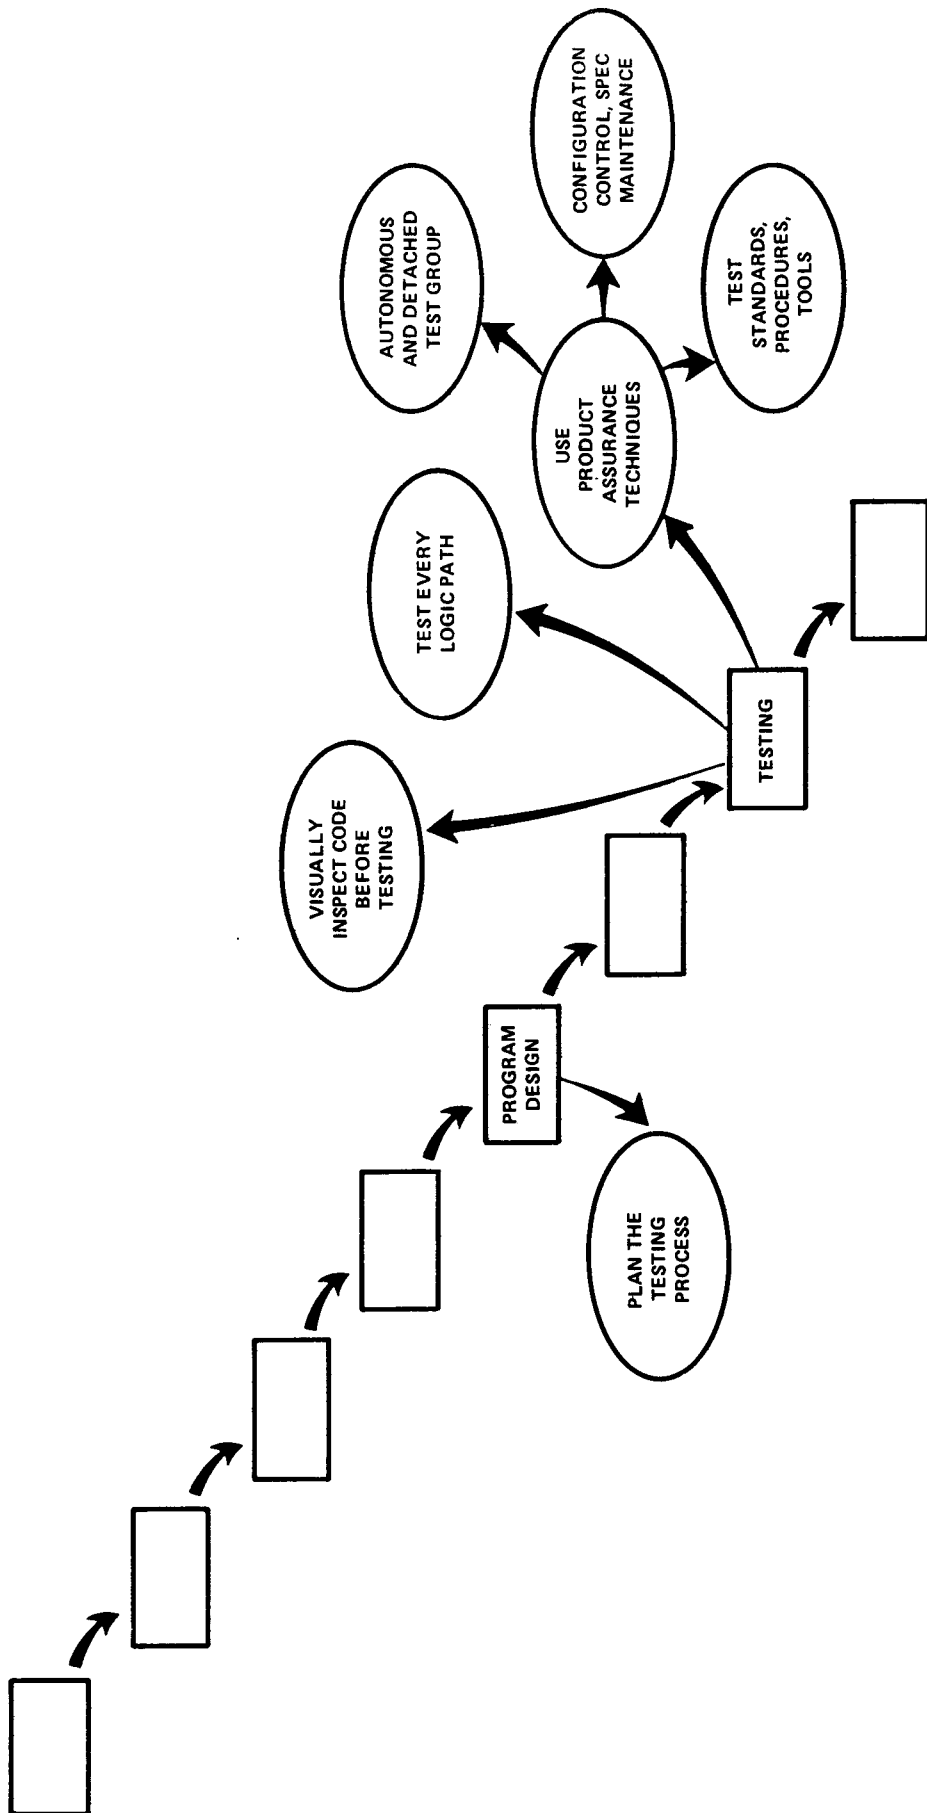 PROGRAM
DESIGN
PLAN THE
TESTING
PROCESS
VISUALLY
INSPECT CODE
BEFORE
TESTING
TESTING
TEST EVERY
LOGIC PATH
USE
PRODUCT
ASSURANCE
TECHNIQUES
AUTONOMOUS
AND DETACHED
TEST GROUP
CONFIGURATION
CONTROL, SPEC
MAINTENANCE
TEST
STANDARDS,
PROCEDURES,
TOOLS